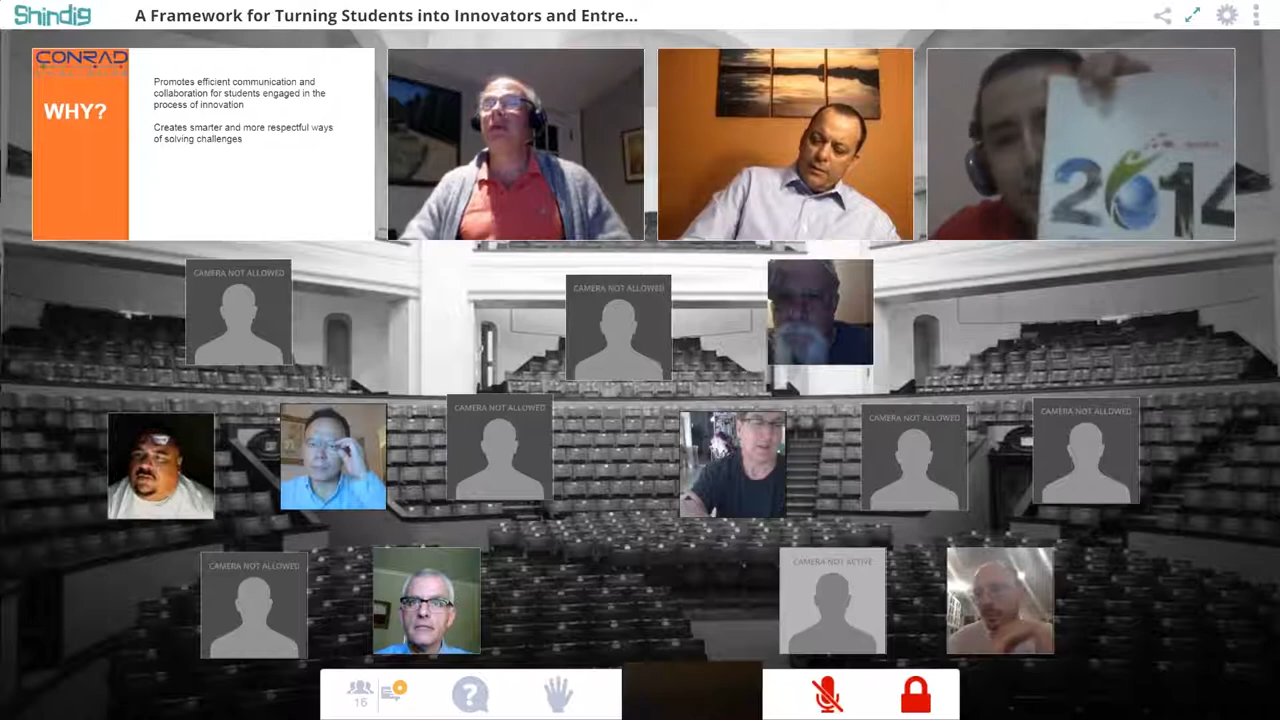 Shindig
A Framework for Turning Students into Innovators and Entre...
CONRAD
WHY?
Promotes efficient communication and
collaboration for students engaged in the
process of innovation
Creates smarter and more respectful ways
of solving challenges
2014
CAMERA NOT ALLOWED
CAMERA NOT ALLOWED
CAMERA NOT ALLOWED
CAMERA NOT ALLOWED
CAMERA NOT ALLOWED
CAMERA NOT ALLOWED
CAMERA NOT ACTIVE
16